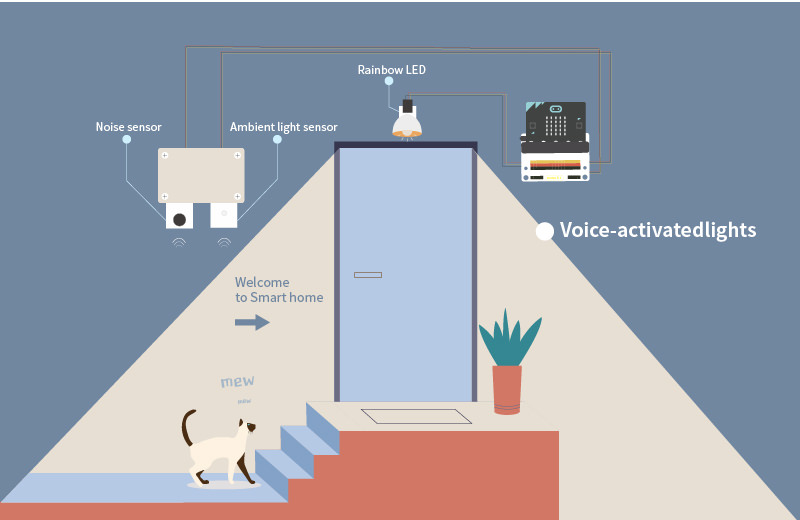 Rainbow LED
Noise sensor
Ambient light sensor
Voice-activatedlights
Welcome
to Smart home
mew
mew